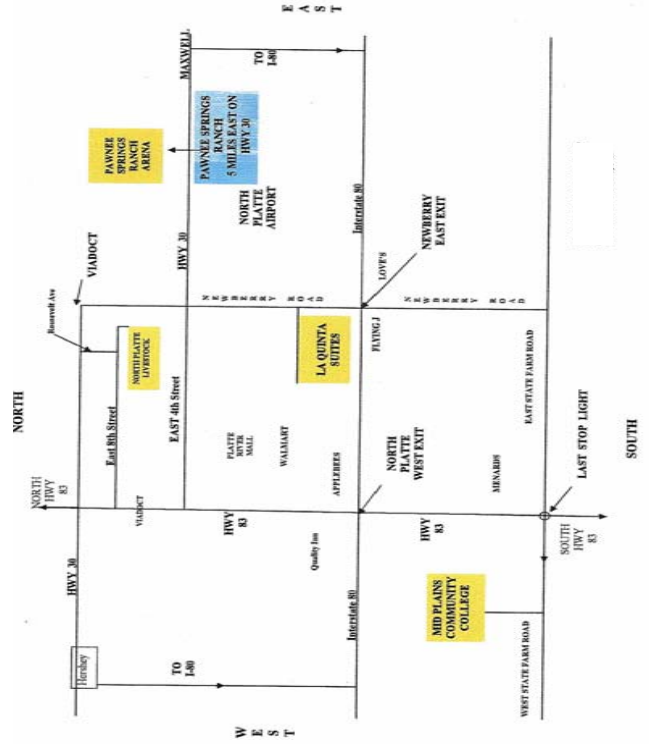 EAST
MAXWELL
TO
I-80
PAWNEE
SPRINGS
RANCH
ARENA
PAWNEE SPRINGS
RANCH
5 MILES EAST ON
HWY 30
NORTH
PLATTE
AIRPORT
VIADOCT
HWY 30
Interstate 80
NEWBERRY
EAST EXIT
LOVE'S
NEWBERRY ROAD
NEWBERRY ROAD
Roosevelt Ave
NORTH PLATTE
LIVESTOCK
LA QUINTA
SUITES
FLYING J
EAST STATE FARM ROAD
NORTH
East 8th Street
EAST 4th STREET
PLATTE
RIVER
MALL
WALMART
APPLEBEES
NORTH
PLATTE
WEST EXIT
MENARDS
LAST STOP LIGHT
SOUTH
NORTH
HWY
83
VIADOCT
HWY
83
Quality Inn
HWY
83
SOUTH
HWY
83
HWY 30
Interstate 80
MID PLAINS
COMMUNITY
COLLEGE
WEST STATE FARM ROAD
Hershey
TO
I-80
WEST